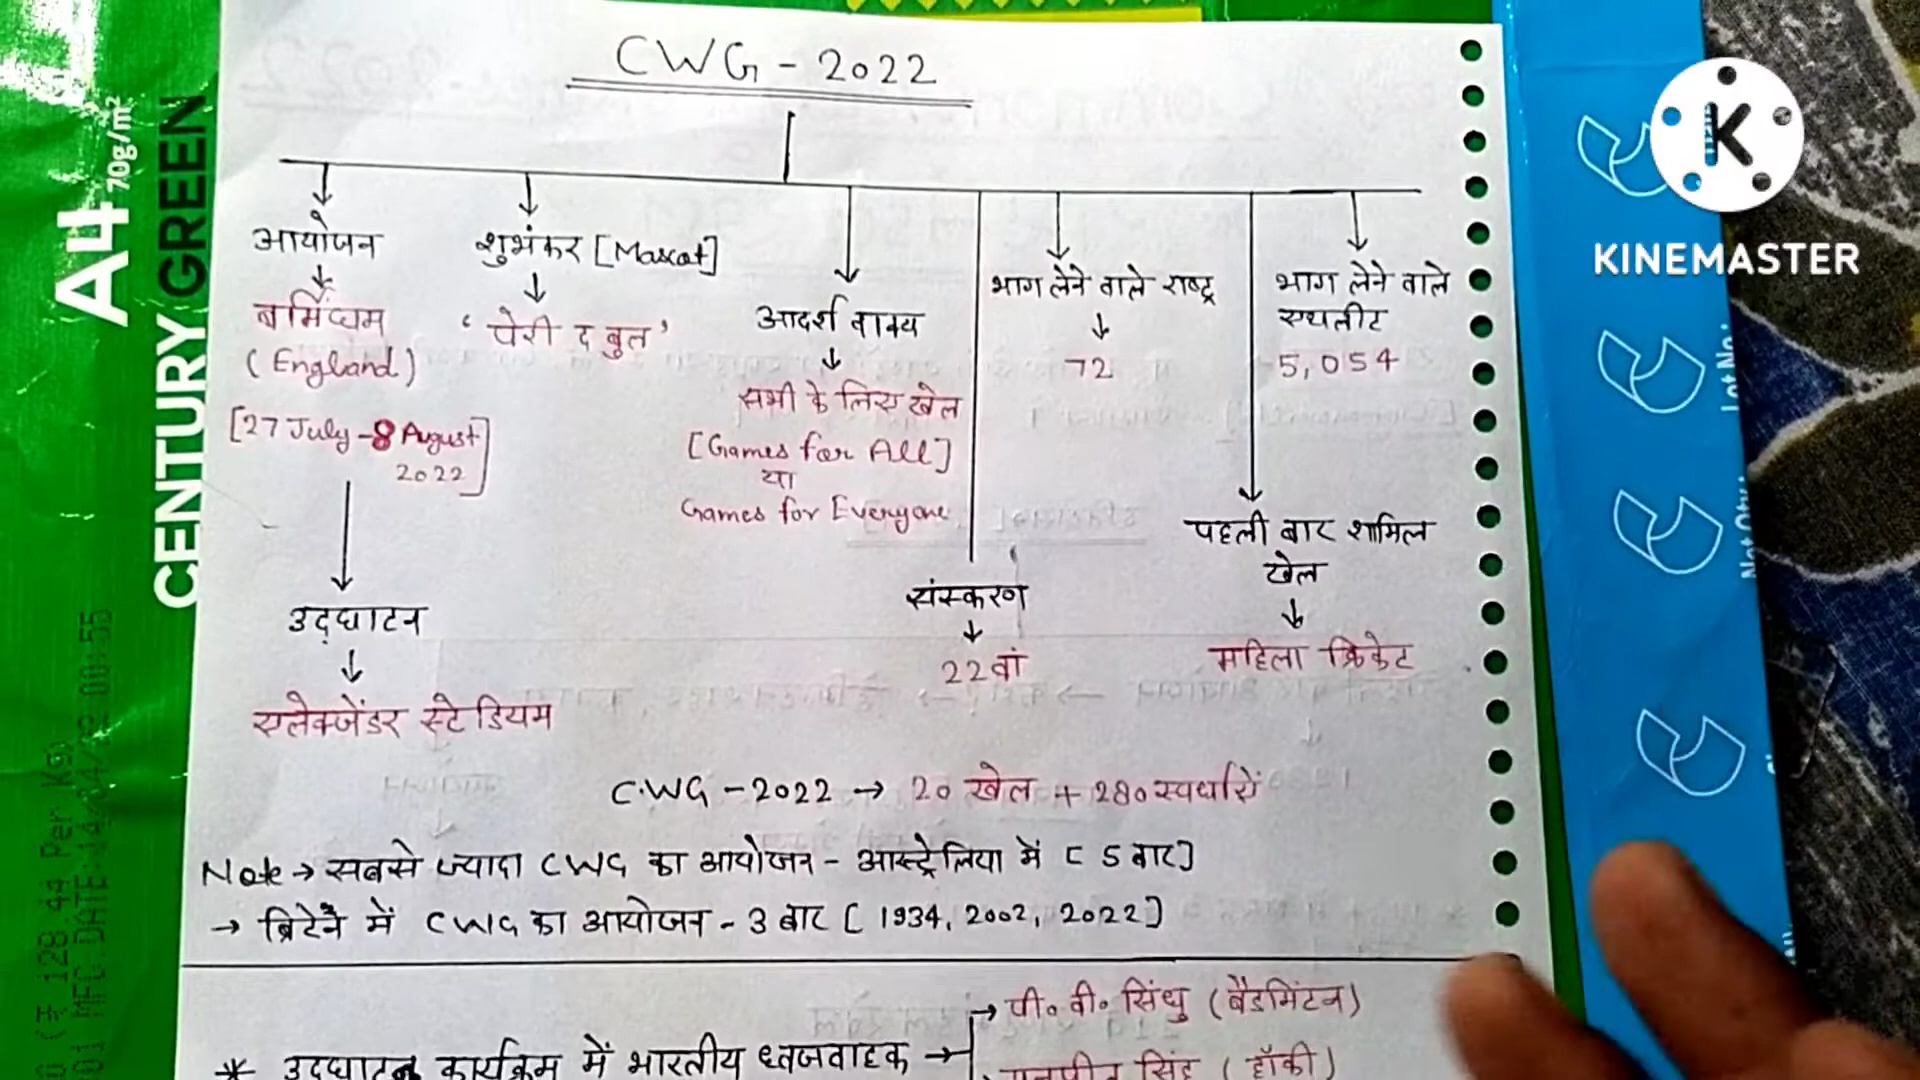 CWG - 2022
आयोजन
बर्मिंघम
(England)
[27 July - 8 August
2022]
उद्घाटन
एलेक्जेंडर स्टेडियम
शुभंकर [Mascot]
'पेरी द बुल'
आदर्श वाक्य
सभी के लिए खेल
[Games for All]
या
Games for Everyone
संस्करण
22वां
भाग लेने वाले राष्ट्र
72
भाग लेने वाले
एथलीट
5,054
पहली बार शामिल
खेल
महिला क्रिकेट
CWG - 2022 → 20 खेल + 280 स्पर्धाएं
Note → सबसे ज्यादा CWG का आयोजन - आस्ट्रेलिया में [5 बार]
→ ब्रिटेन में CWG का आयोजन - 3 बार [1934, 2002, 2022]
* उद्घाटन कार्यक्रम में भारतीय ध्वजवाहक →
→ पी० वी० सिंधु (बैडमिंटन)
सिंह (हॉकी)
A4 70g/m²
CENTURY GREEN
KINEMASTER